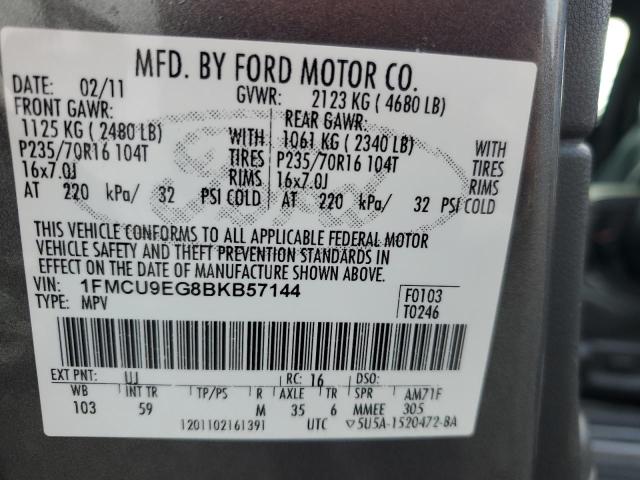 MFD. BY FORD MOTOR CO.
DATE: 02/11 GVWR: 2123 KG ( 4680 LB)
FRONT GAWR: REAR GAWR:
1125 KG ( 2480 LB) WITH 1061 KG ( 2340 LB) WITH
P235/70R16 104T TIRES P235/70R16 104T TIRES
16x7.0J RIMS 16x7.0J RIMS
AT 220 kPa/ 32 PSI COLD AT 220 kPa/ 32 PSI COLD
Ford
THIS VEHICLE CONFORMS TO ALL APPLICABLE FEDERAL MOTOR
VEHICLE SAFETY AND THEFT PREVENTION STANDARDS IN
EFFECT ON THE DATE OF MANUFACTURE SHOWN ABOVE.
VIN: 1FMCU9EG8BKB57144 F0103
TYPE: MPV T0246
EXT PNT: UJ RC: 16 DSO:
WB INT TR TP/PS R AXLE TR SPR AM71F
103 59 M 35 6 MMEE 305
1201102161391 UTC ▽5U5A-1520472-BA